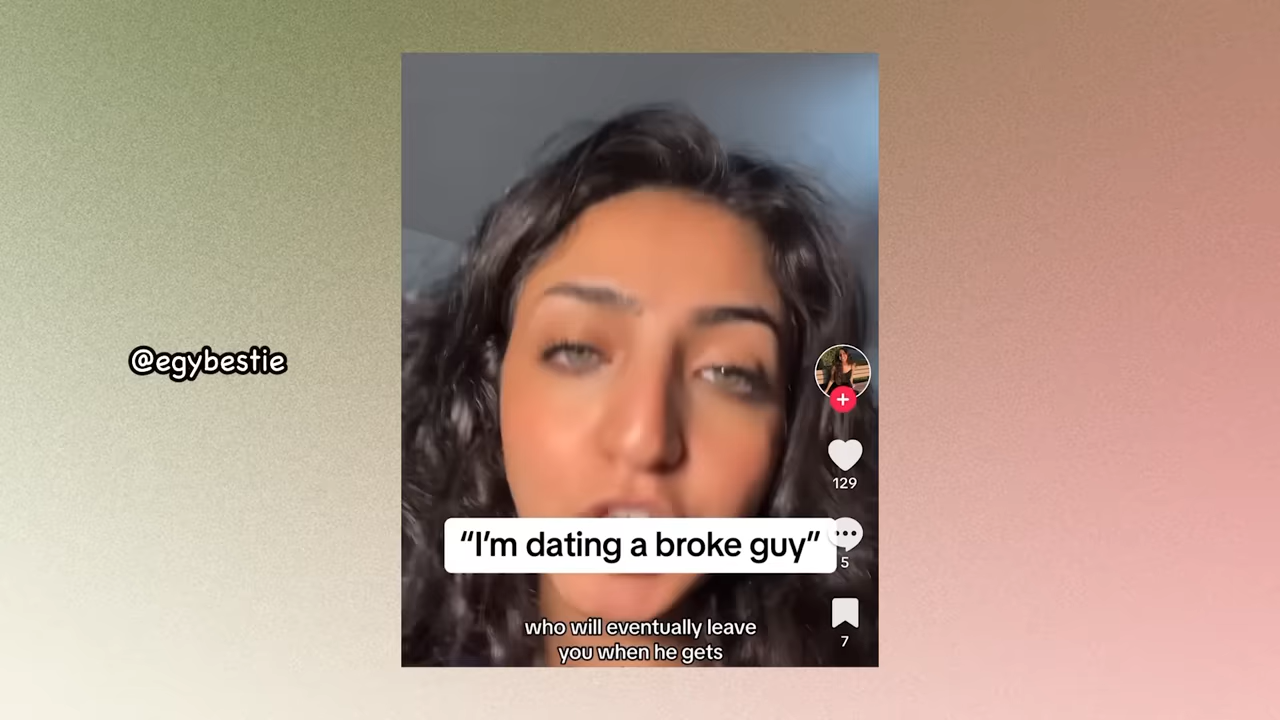 @egybestie
129
“I’m dating a broke guy”
5
who will eventually leave
you when he gets
7